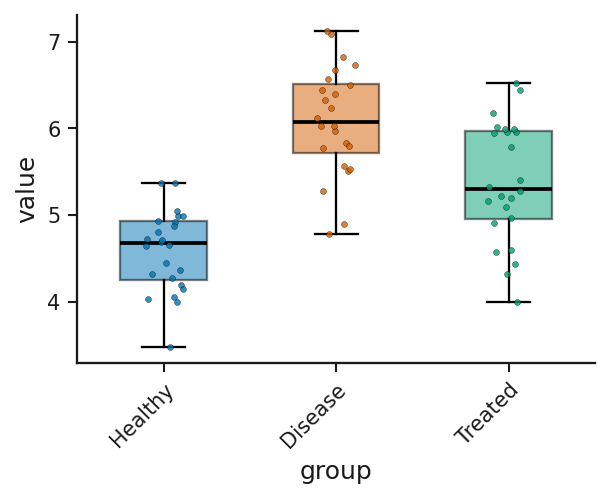 7
6
5
4
value
Healthy
Disease
Treated
group